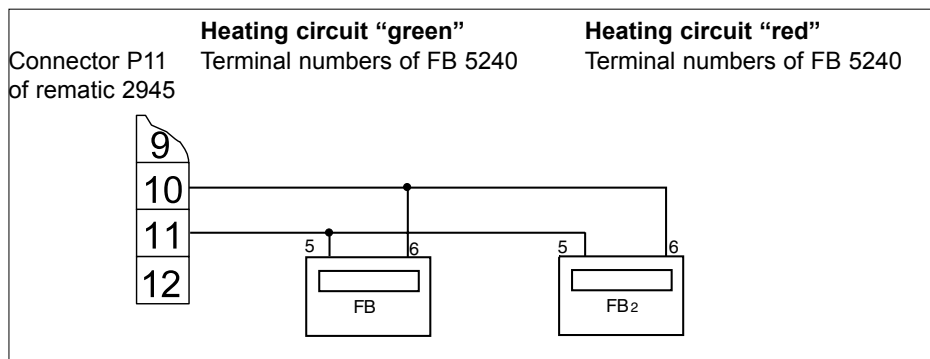 Connector P11
of rematic 2945
Heating circuit “green”
Terminal numbers of FB 5240
Heating circuit “red”
Terminal numbers of FB 5240
9
10
11
12
5
6
FB
5
6
FB2